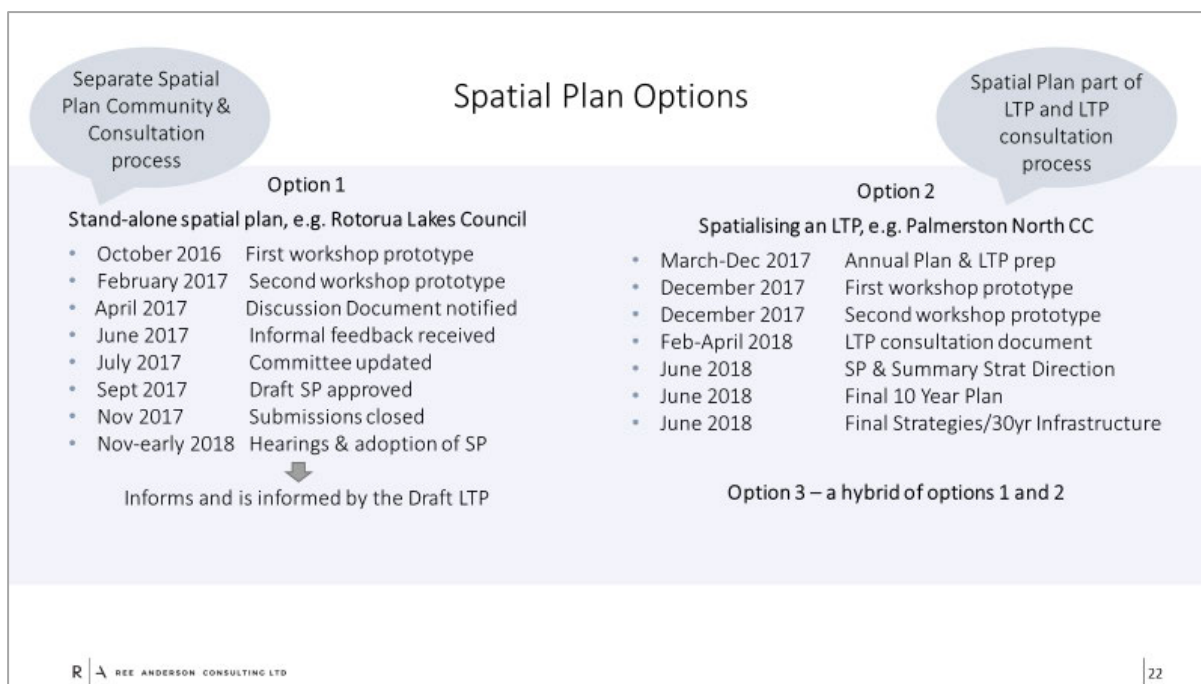 Separate Spatial
Plan Community &
Consultation
process
Spatial Plan Options
Spatial Plan part of
LTP and LTP
consultation
process
Option 1
Stand-alone spatial plan, e.g. Rotorua Lakes Council
• October 2016 First workshop prototype
• February 2017 Second workshop prototype
• April 2017 Discussion Document notified
• June 2017 Informal feedback received
• July 2017 Committee updated
• Sept 2017 Draft SP approved
• Nov 2017 Submissions closed
• Nov-early 2018 Hearings & adoption of SP
Informs and is informed by the Draft LTP
Option 2
Spatialising an LTP, e.g. Palmerston North CC
• March-Dec 2017 Annual Plan & LTP prep
• December 2017 First workshop prototype
• December 2017 Second workshop prototype
• Feb-April 2018 LTP consultation document
• June 2018 SP & Summary Strat Direction
• June 2018 Final 10 Year Plan
• June 2018 Final Strategies/30yr Infrastructure
Option 3 – a hybrid of options 1 and 2
R A REE ANDERSON CONSULTING LTD
22